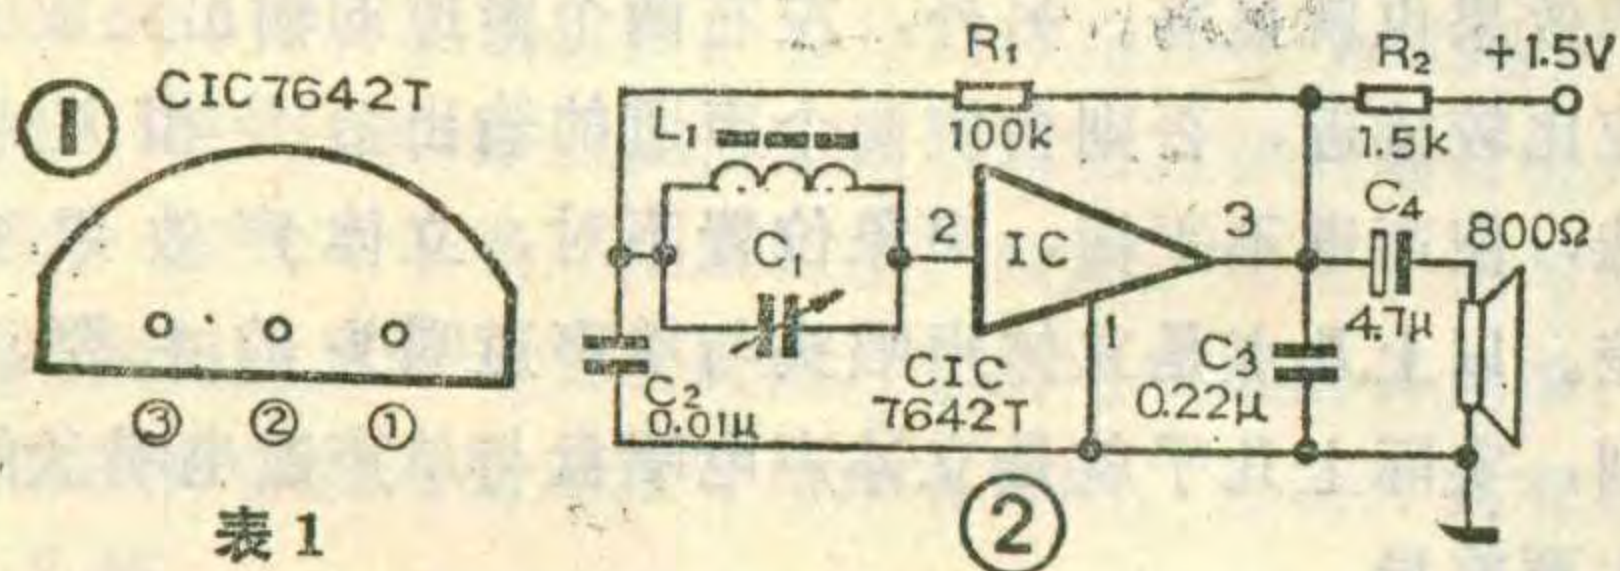 ① CIC7642T
③ ② ①
表1
R₁
100k
R₂
1.5k
+1.5V
L₁
C₁
2
IC
3
1
CIC
7642T
C₂
0.01μ
C₃
0.22μ
C₄
4.7μ
800Ω
②